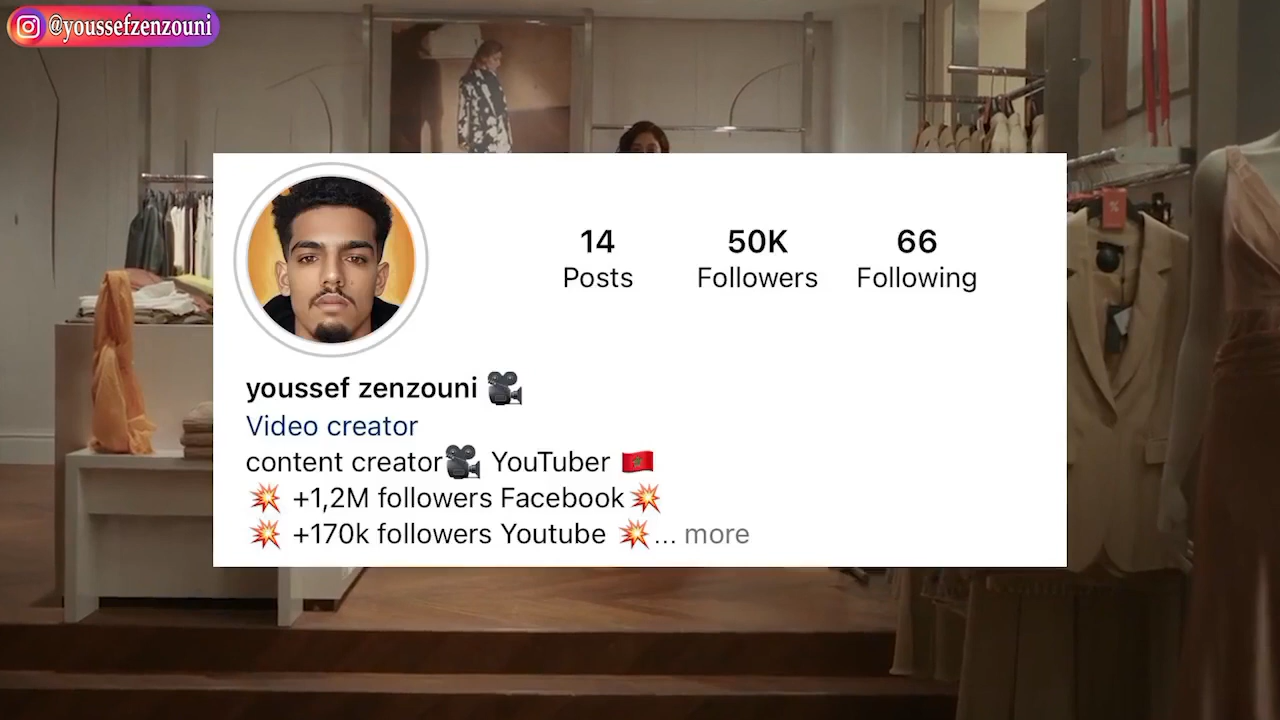 @youssefzenzouni
14 50K 66
Posts Followers Following
youssef zenzouni 🎥
Video creator
content creator🎥 YouTuber 🇲🇦
💥 +1,2M followers Facebook💥
💥 +170k followers Youtube 💥... more
%